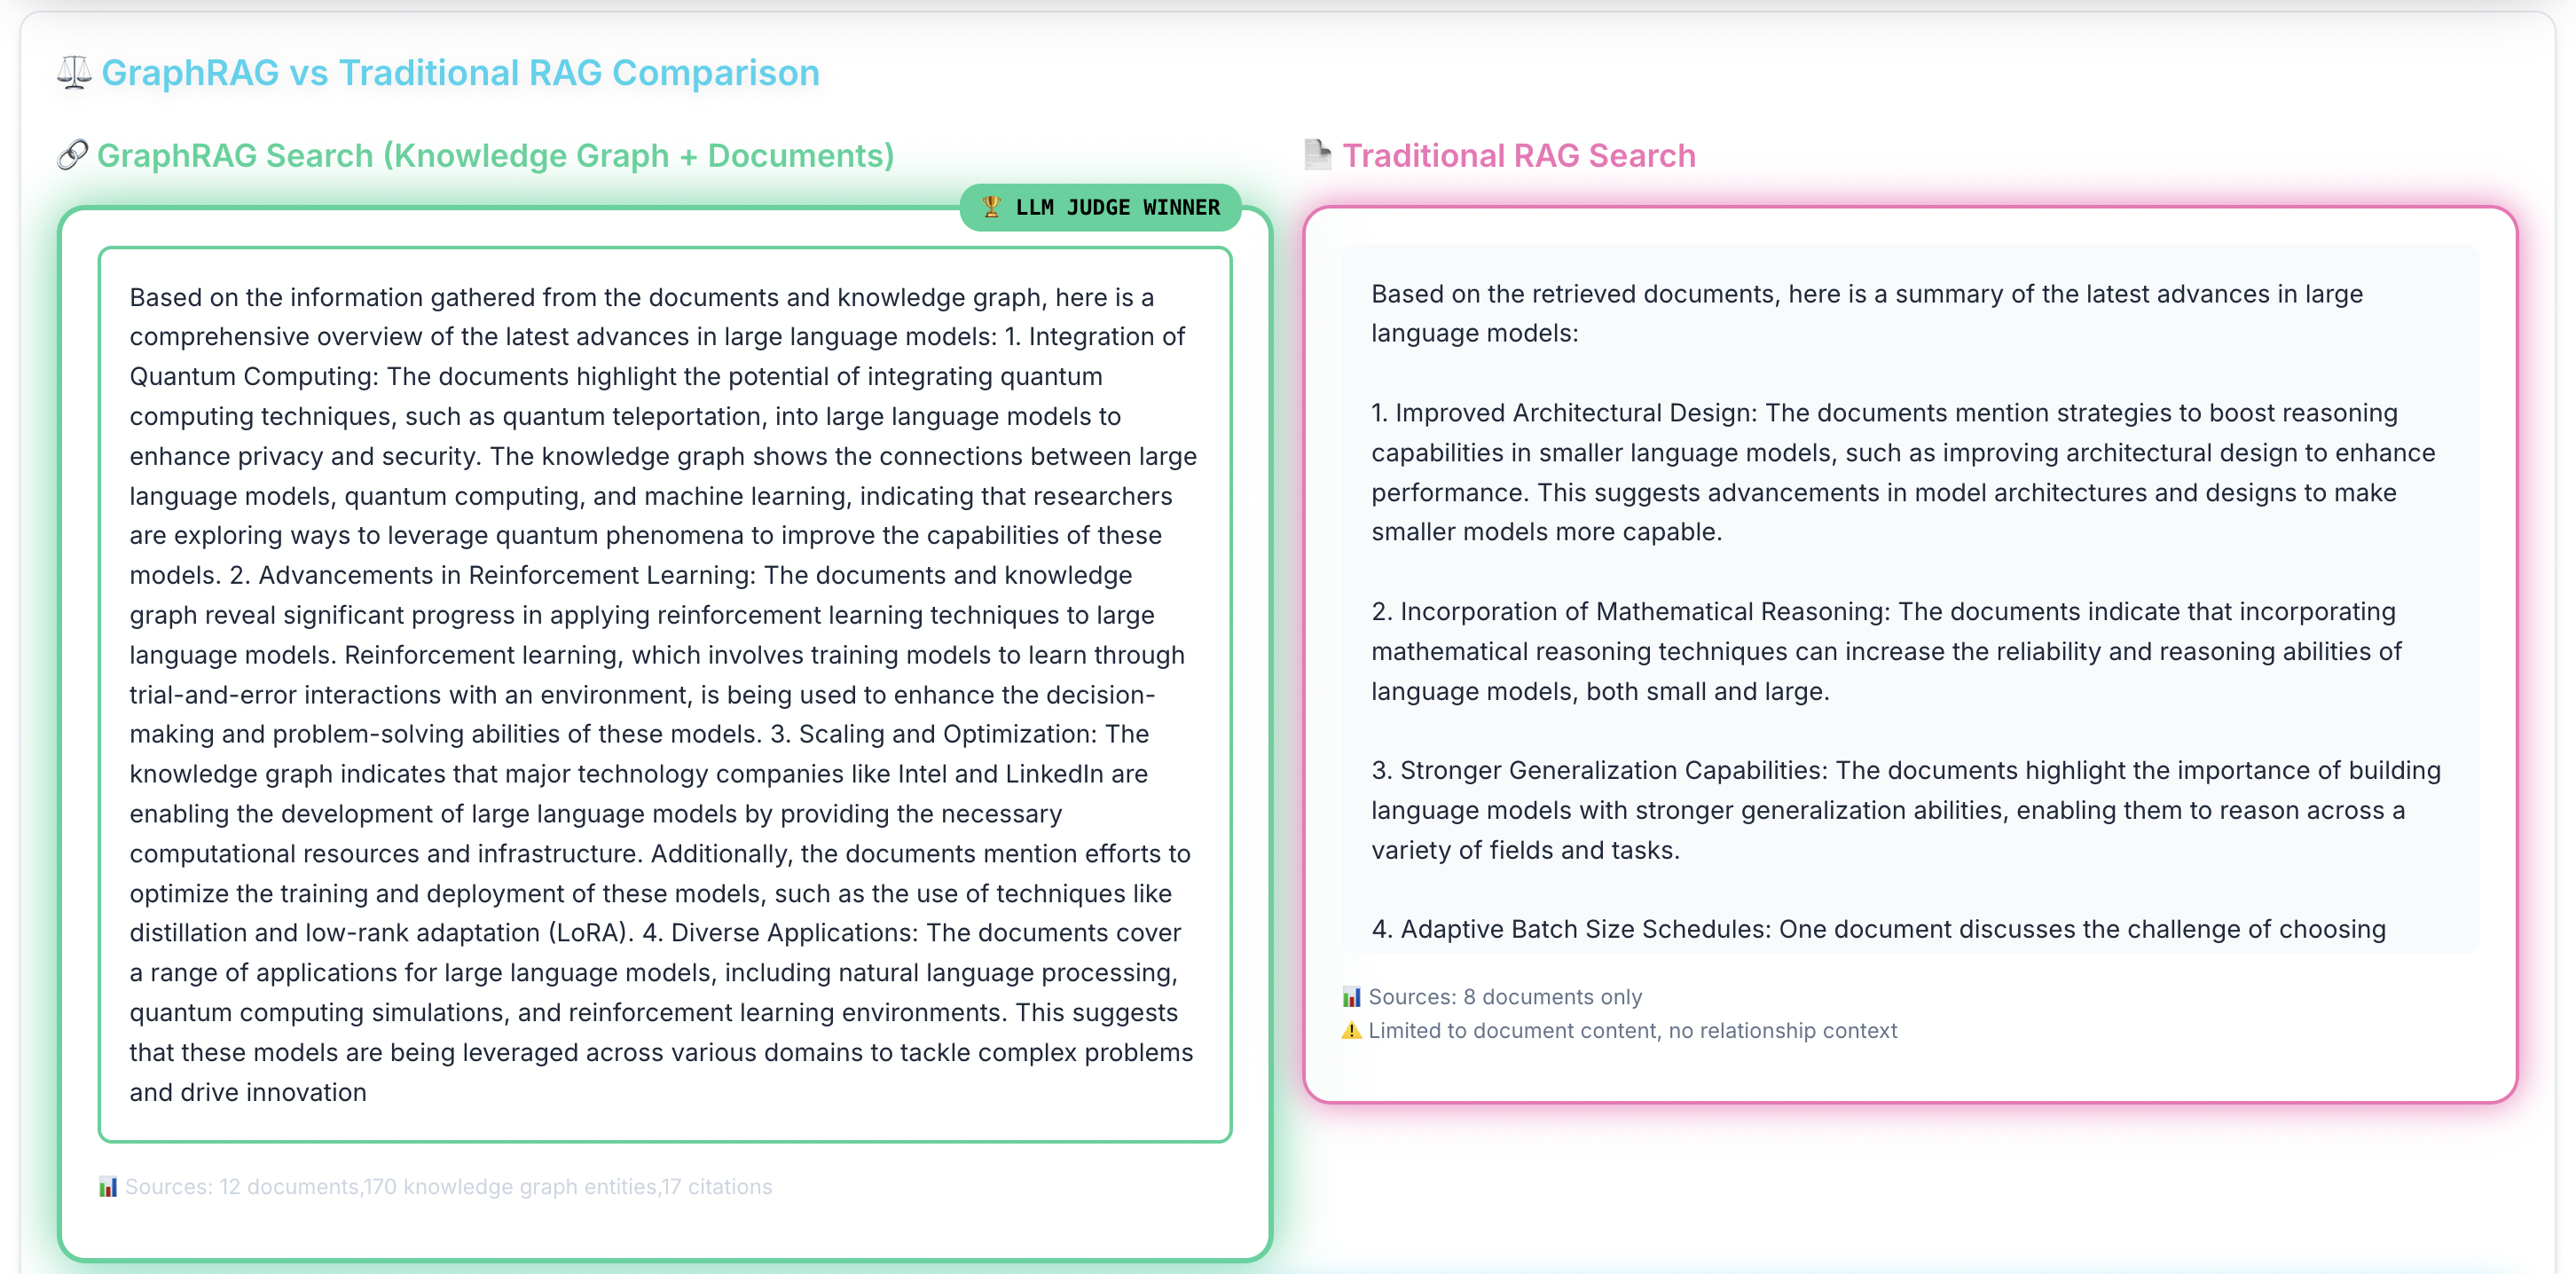 GraphRAG vs Traditional RAG Comparison
GraphRAG Search (Knowledge Graph + Documents)
LLM JUDGE WINNER
Based on the information gathered from the documents and knowledge graph, here is a
comprehensive overview of the latest advances in large language models: 1. Integration of
Quantum Computing: The documents highlight the potential of integrating quantum
computing techniques, such as quantum teleportation, into large language models to
enhance privacy and security. The knowledge graph shows the connections between large
language models, quantum computing, and machine learning, indicating that researchers
are exploring ways to leverage quantum phenomena to improve the capabilities of these
models. 2. Advancements in Reinforcement Learning: The documents and knowledge
graph reveal significant progress in applying reinforcement learning techniques to large
language models. Reinforcement learning, which involves training models to learn through
trial-and-error interactions with an environment, is being used to enhance the decision-
making and problem-solving abilities of these models. 3. Scaling and Optimization: The
knowledge graph indicates that major technology companies like Intel and LinkedIn are
enabling the development of large language models by providing the necessary
computational resources and infrastructure. Additionally, the documents mention efforts to
optimize the training and deployment of these models, such as the use of techniques like
distillation and low-rank adaptation (LoRA). 4. Diverse Applications: The documents cover
a range of applications for large language models, including natural language processing,
quantum computing simulations, and reinforcement learning environments. This suggests
that these models are being leveraged across various domains to tackle complex problems
and drive innovation
Sources: 12 documents,170 knowledge graph entities,17 citations
Traditional RAG Search
Based on the retrieved documents, here is a summary of the latest advances in large
language models:
1. Improved Architectural Design: The documents mention strategies to boost reasoning
capabilities in smaller language models, such as improving architectural design to enhance
performance. This suggests advancements in model architectures and designs to make
smaller models more capable.
2. Incorporation of Mathematical Reasoning: The documents indicate that incorporating
mathematical reasoning techniques can increase the reliability and reasoning abilities of
language models, both small and large.
3. Stronger Generalization Capabilities: The documents highlight the importance of building
language models with stronger generalization abilities, enabling them to reason across a
variety of fields and tasks.
4. Adaptive Batch Size Schedules: One document discusses the challenge of choosing
Sources: 8 documents only
Limited to document content, no relationship context